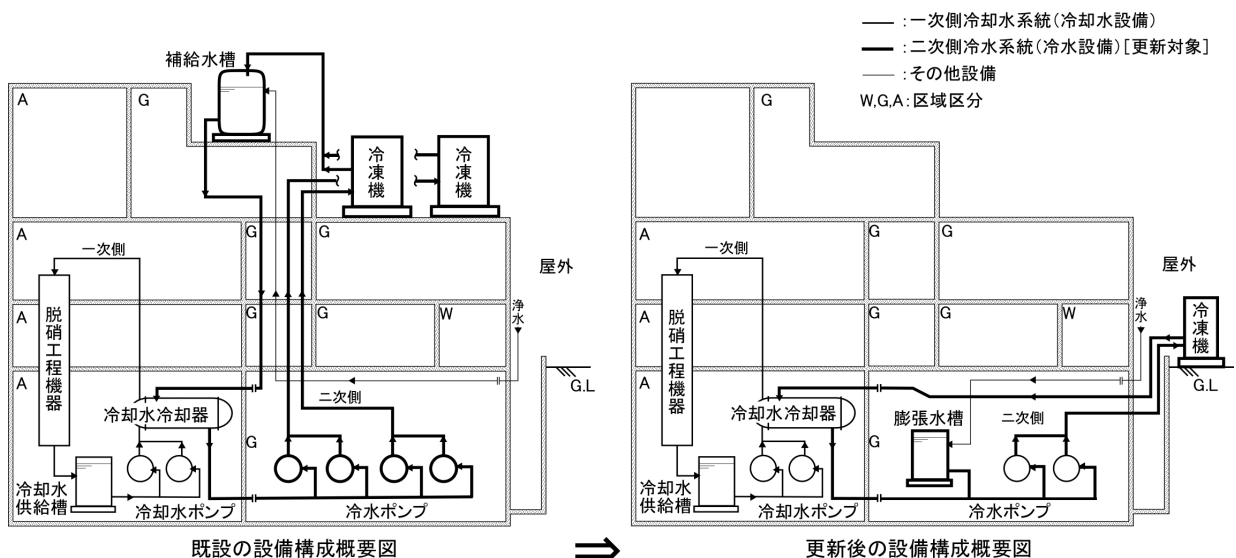 ：一次側冷却水系統(冷却水設備)
：二次側冷水系統(冷水設備)[更新対象]
：その他設備
W,G,A：区域区分
補給水槽
A
G
冷凍機
冷凍機
A
G
G
一次側
屋外
脱硝工程機器
浄水
A
G
G
W
A
G.L
二次側
冷却水冷却器
G
冷却水
供給槽
冷却水ポンプ
冷水ポンプ
既設の設備構成概要図
G
A
G
G
一次側
屋外
脱硝工程機器
浄水
冷凍機
A
G
G
W
A
G.L
冷却水冷却器
膨張水槽
二次側
G
冷却水
供給槽
冷却水ポンプ
冷水ポンプ
更新後の設備構成概要図